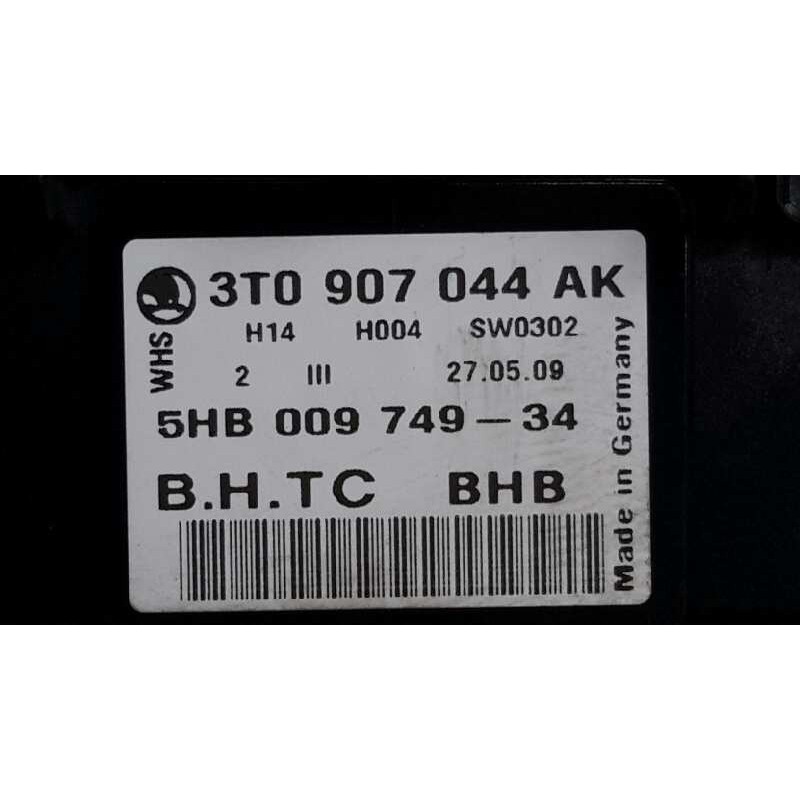 3T0 907 044 AK
H14 H004 SW0302
WHS
2 III 27.05.09
5HB 009 749-34
B.H.TC BHB
Made in Germany